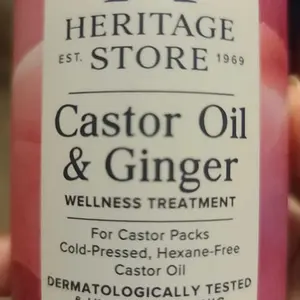 HERITAGE
EST. STORE 1969
Castor Oil
& Ginger
WELLNESS TREATMENT
For Castor Packs
Cold-Pressed, Hexane-Free
Castor Oil
DERMATOLOGICALLY TESTED